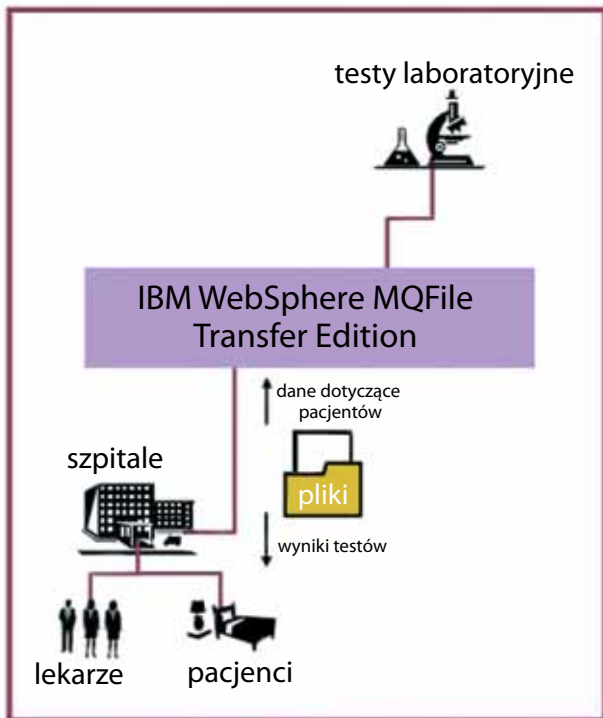 testy laboratoryjne
IBM WebSphere MQFile
Transfer Edition
dane dotyczące
pacjentów
szpitale
pliki
wyniki testów
lekarze
pacjenci